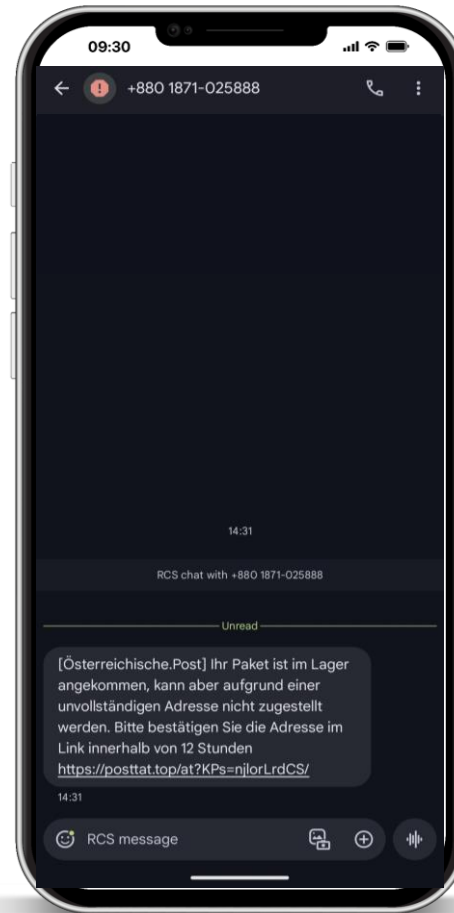 09:30
+880 1871-025888
14:31
RCS chat with +880 1871-025888
Unread
[Österreichische.Post] Ihr Paket ist im Lager
angekommen, kann aber aufgrund einer
unvollständigen Adresse nicht zugestellt
werden. Bitte bestätigen Sie die Adresse im
Link innerhalb von 12 Stunden
https://posttat.top/at?KPs=njlorLrdCS/
14:31
RCS message